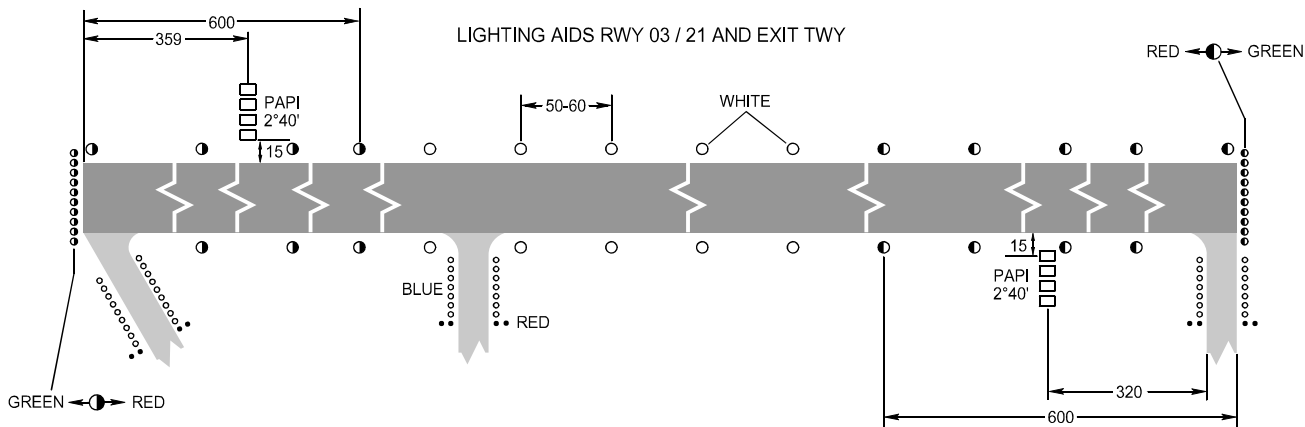 600
359
LIGHTING AIDS RWY 03 / 21 AND EXIT TWY
RED GREEN
PAPI
2°40'
50-60
WHITE
15
15
PAPI
2°40'
BLUE
RED
320
GREEN RED
600